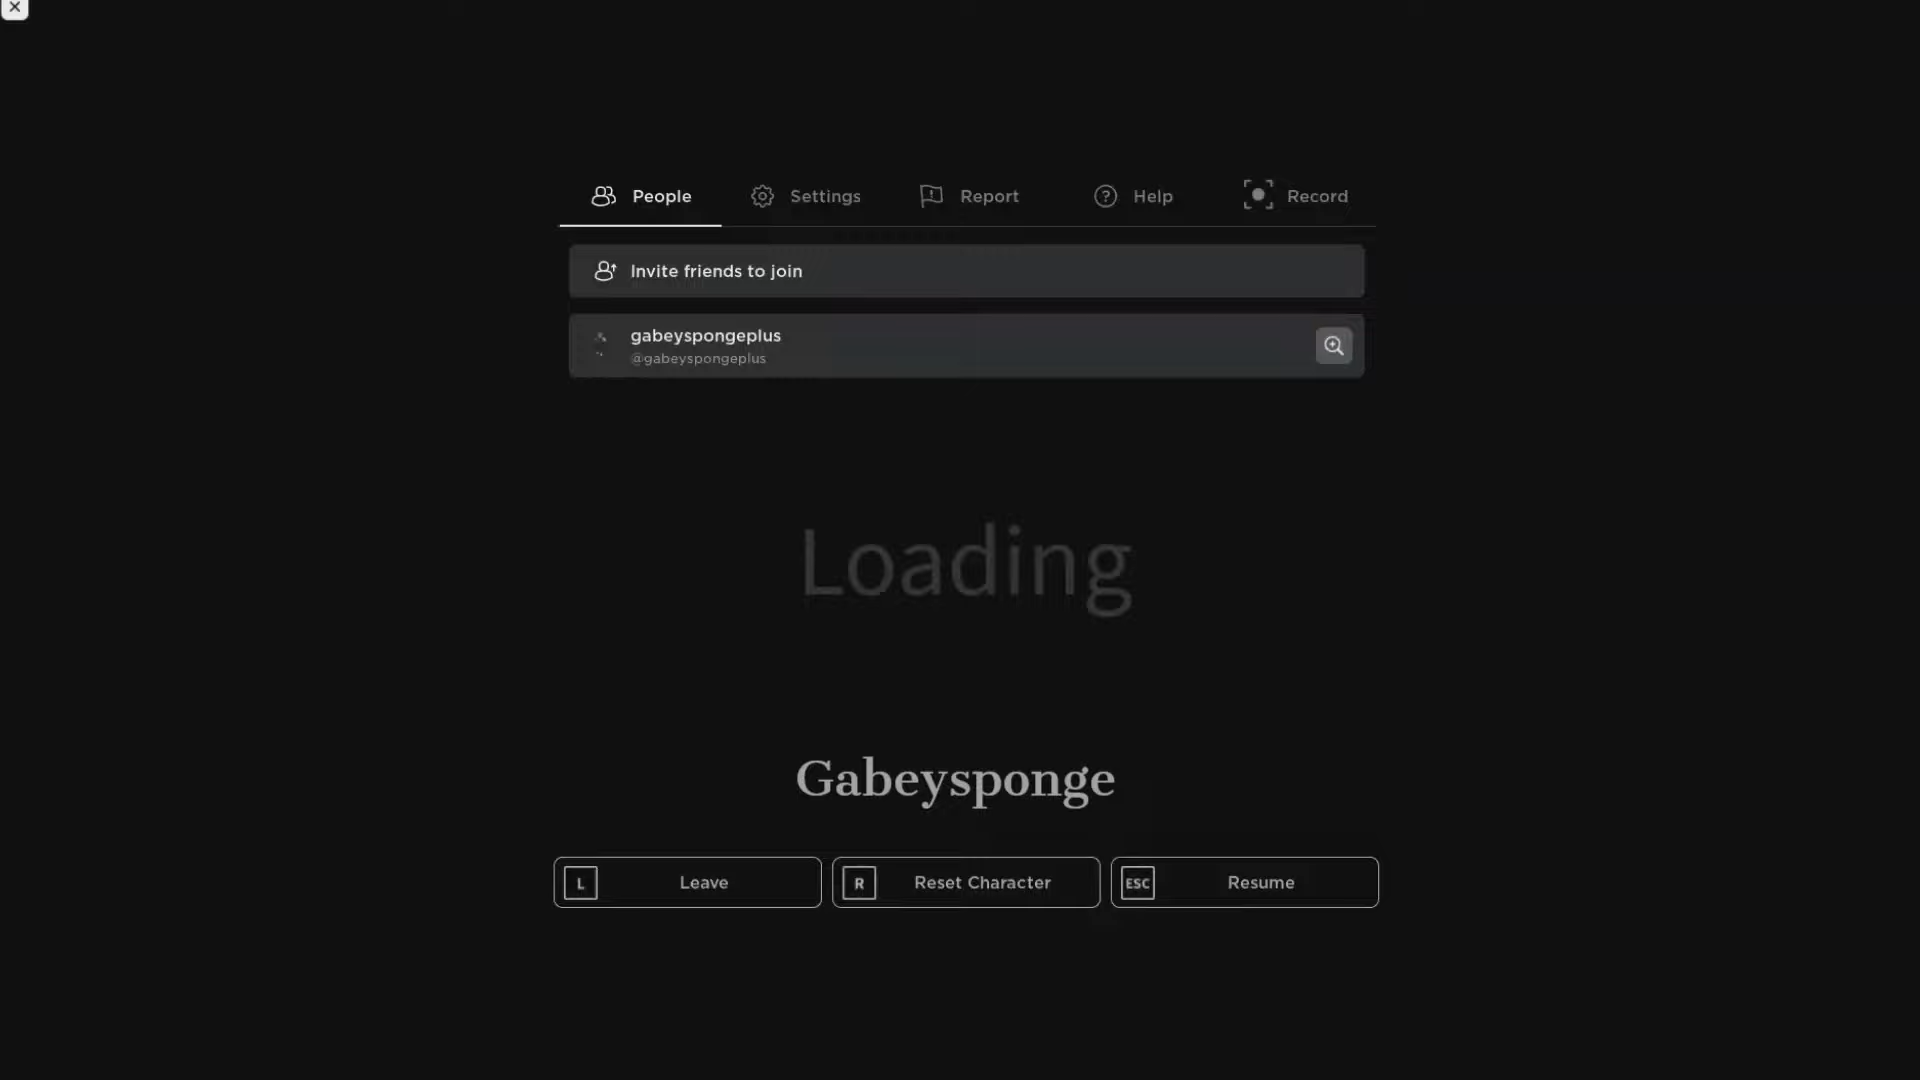 People
Settings
Report
Help
Record
Invite friends to join
gabeyspongeplus
@gabeyspongeplus
Loading
Gabeysponge
L Leave
R Reset Character
ESC Resume